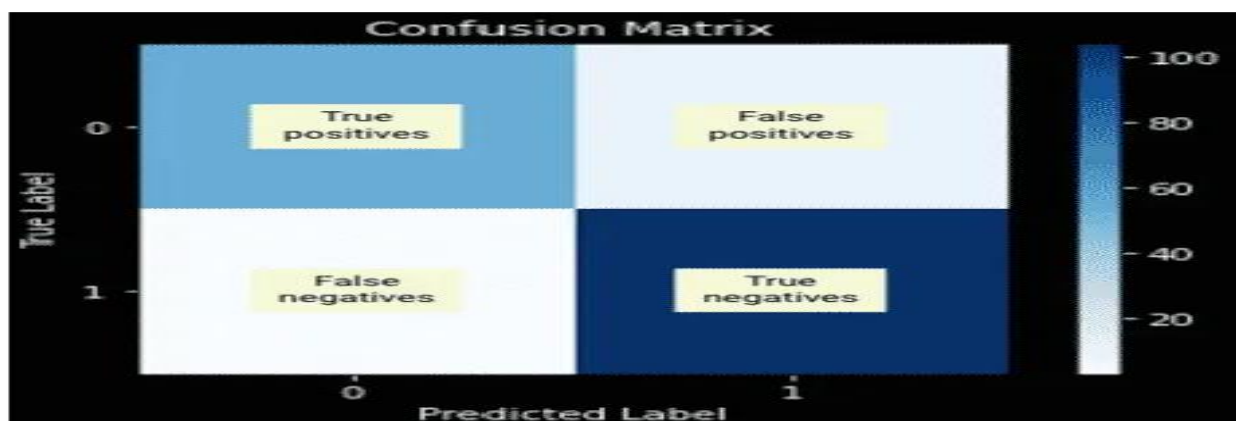 Confusion Matrix
True
positives
False
positives
100
0
80
60
True Label
40
False
negatives
True
negatives
1
20
0
1
Predicted Label